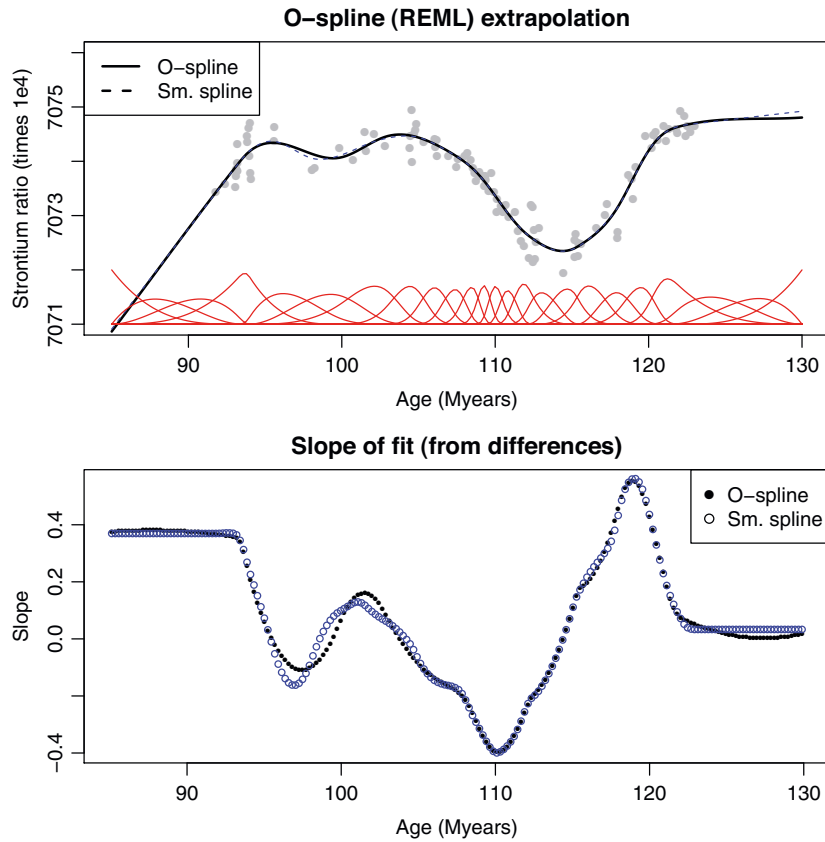 O−spline (REML) extrapolation
O−spline
Sm. spline
Strontium ratio (times 1e4)
7075
7073
7071
90 100 110 120 130
Age (Myears)
Slope of fit (from differences)
O−spline
Sm. spline
Slope
0.4
0.2
0.0
−0.4
90 100 110 120 130
Age (Myears)